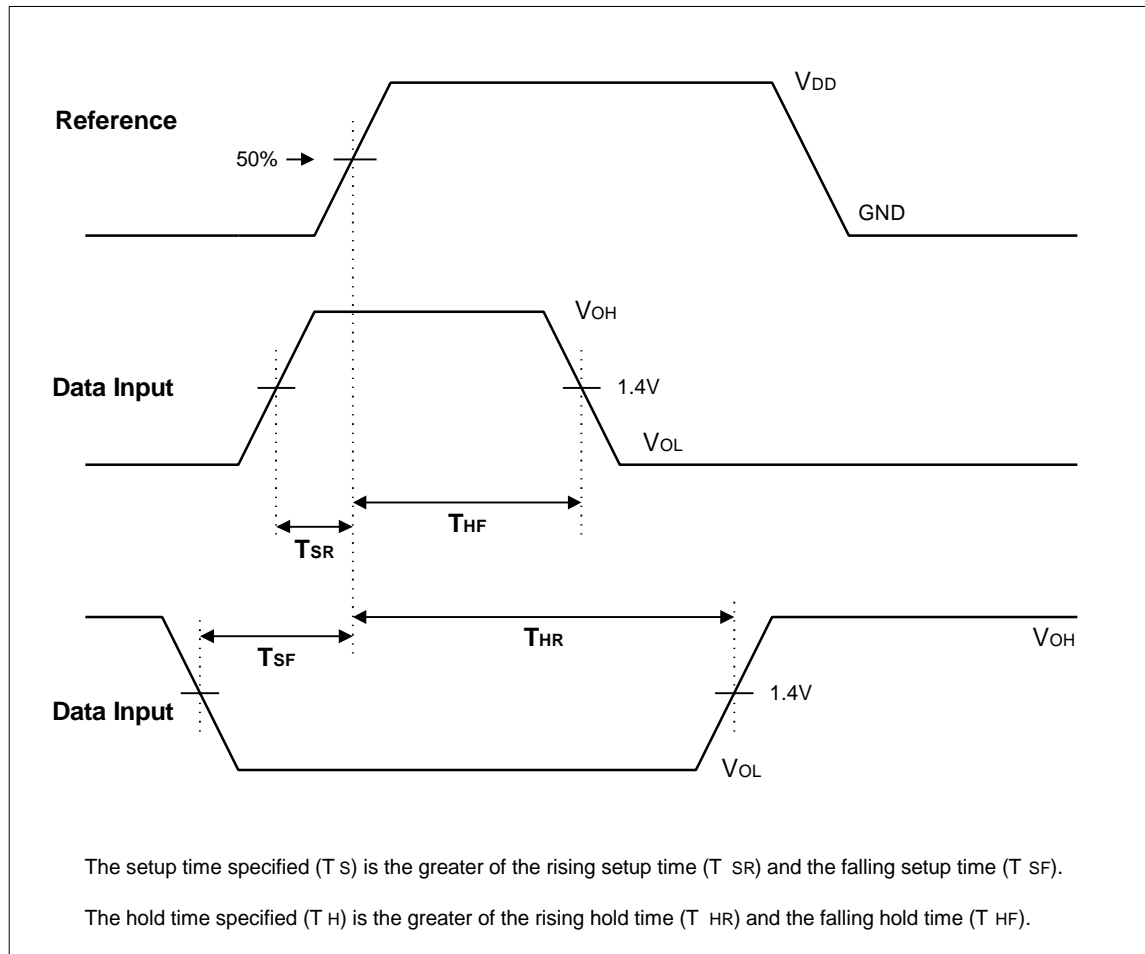 VDD
Reference
50%
GND
VOH
Data Input
1.4V
VOL
THF
TSR
THR
TSF
VOH
1.4V
Data Input
VOL
The setup time specified (T S) is the greater of the rising setup time (T SR) and the falling setup time (T SF).
The hold time specified (T H) is the greater of the rising hold time (T HR) and the falling hold time (T HF).